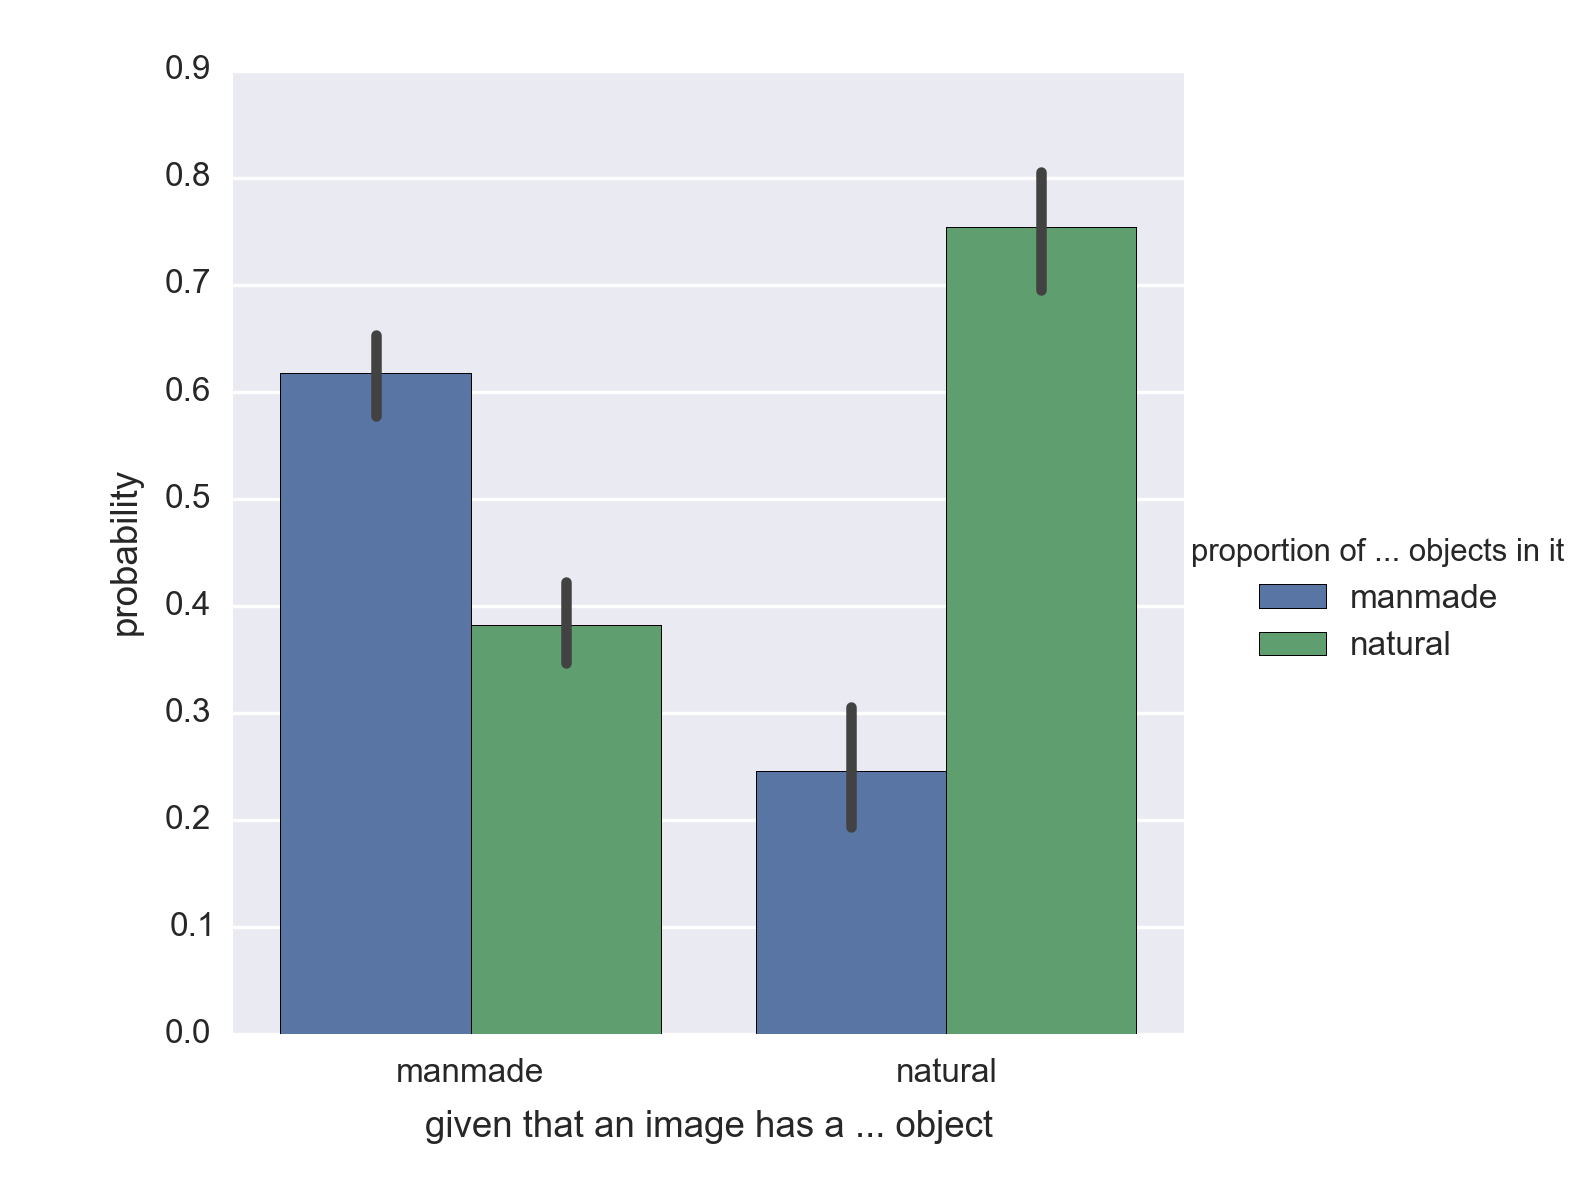 0.9
0.8
0.7
0.6
0.5
0.4
0.3
0.2
0.1
0.0
probability
manmade
natural
given that an image has a ... object
proportion of ... objects in it
manmade
natural